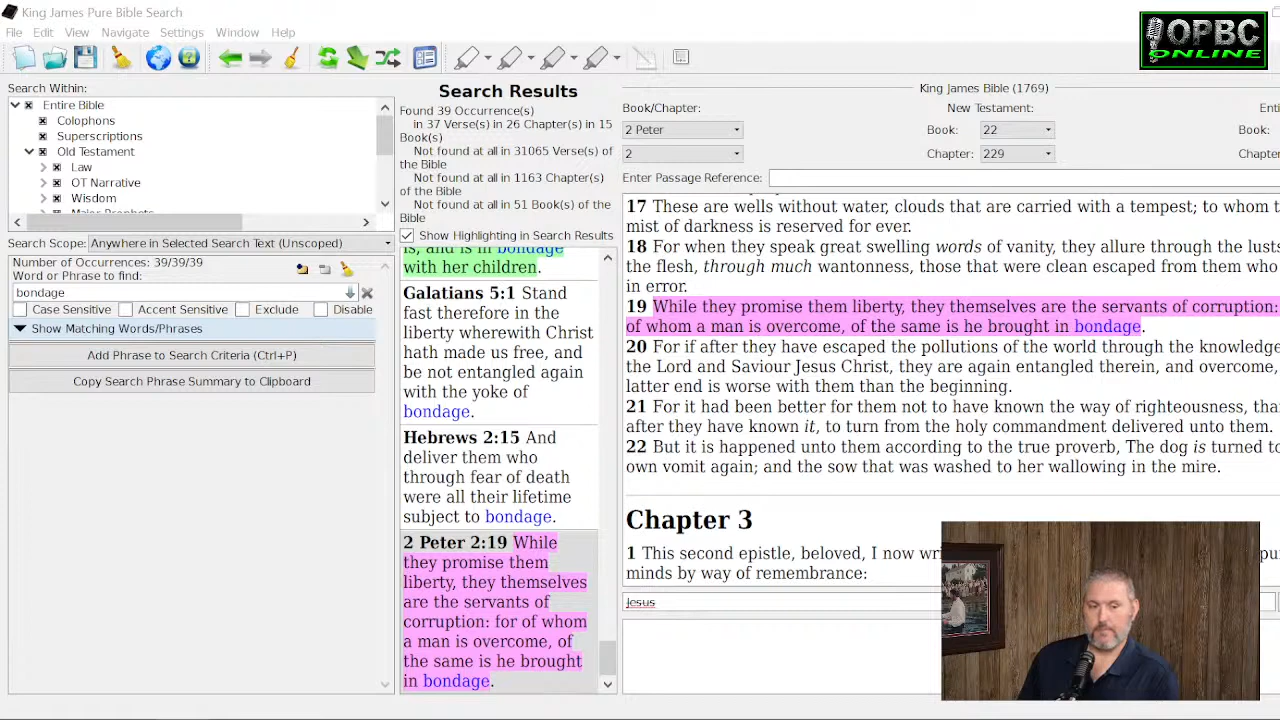 King James Pure Bible Search
File Edit View Navigate Settings Window Help
OPBC
ONLINE
Search Within:
Entire Bible
Colophons
Superscriptions
Old Testament
Law
OT Narrative
Wisdom
Major Prophets
Search Scope: Anywhere in Selected Search Text (Unscoped)
Number of Occurrences: 39/39/39
Word or Phrase to find:
bondage
Case Sensitive Accent Sensitive Exclude Disable
Show Matching Words/Phrases
Add Phrase to Search Criteria (Ctrl+P)
Copy Search Phrase Summary to Clipboard
Search Results
Found 39 Occurrence(s)
in 37 Verse(s) in 26 Chapter(s) in 15
Book(s)
Not found at all in 31065 Verse(s) of
the Bible
Not found at all in 1163 Chapter(s)
of the Bible
Not found at all in 51 Book(s) of the
Bible
Show Highlighting in Search Results
is, and is in bondage
with her children.
Galatians 5:1 Stand
fast therefore in the
liberty wherewith Christ
hath made us free, and
be not entangled again
with the yoke of
bondage.
Hebrews 2:15 And
deliver them who
through fear of death
were all their lifetime
subject to bondage.
2 Peter 2:19 While
they promise them
liberty, they themselves
are the servants of
corruption: for of whom
a man is overcome, of
the same is he brought
in bondage.
King James Bible (1769)
Book/Chapter: New Testament: Enti
2 Peter Book: 22 Book:
2 Chapter: 229 Chapte
Enter Passage Reference:
17 These are wells without water, clouds that are carried with a tempest; to whom t
mist of darkness is reserved for ever.
18 For when they speak great swelling words of vanity, they allure through the lusts
the flesh, through much wantonness, those that were clean escaped from them who
in error.
19 While they promise them liberty, they themselves are the servants of corruption:
of whom a man is overcome, of the same is he brought in bondage.
20 For if after they have escaped the pollutions of the world through the knowledge
the Lord and Saviour Jesus Christ, they are again entangled therein, and overcome,
latter end is worse with them than the beginning.
21 For it had been better for them not to have known the way of righteousness, tha
after they have known it, to turn from the holy commandment delivered unto them.
22 But it is happened unto them according to the true proverb, The dog is turned to
own vomit again; and the sow that was washed to her wallowing in the mire.
Chapter 3
1 This second epistle, beloved, I now wri pu
minds by way of remembrance:
Jesus